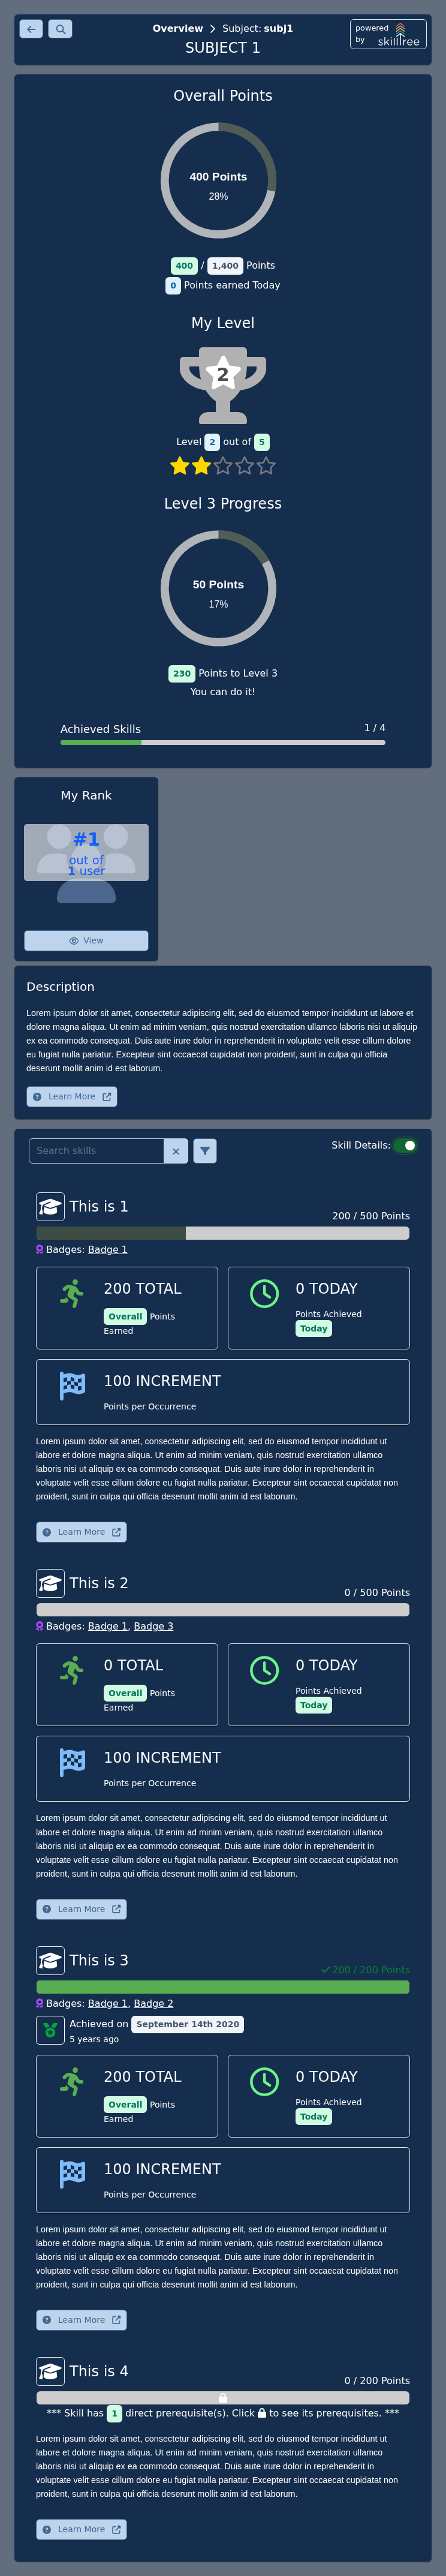 Overview > Subject: subj1
SUBJECT 1
powered
by
skilltree
Overall Points
400 Points
28%
400 / 1,400 Points
0 Points earned Today
My Level
2
Level 2 out of 5
Level 3 Progress
50 Points
17%
230 Points to Level 3
You can do it!
Achieved Skills 1 / 4
My Rank
#1
out of
1 user
View
Description
Lorem ipsum dolor sit amet, consectetur adipiscing elit, sed do eiusmod tempor incididunt ut labore et
dolore magna aliqua. Ut enim ad minim veniam, quis nostrud exercitation ullamco laboris nisi ut aliquip
ex ea commodo consequat. Duis aute irure dolor in reprehenderit in voluptate velit esse cillum dolore
eu fugiat nulla pariatur. Excepteur sint occaecat cupidatat non proident, sunt in culpa qui officia
deserunt mollit anim id est laborum.
Learn More
Search skills
Skill Details:
This is 1
200 / 500 Points
Badges: Badge 1
200 TOTAL
Overall Points
Earned
0 TODAY
Points Achieved
Today
100 INCREMENT
Points per Occurrence
Lorem ipsum dolor sit amet, consectetur adipiscing elit, sed do eiusmod tempor incididunt ut
labore et dolore magna aliqua. Ut enim ad minim veniam, quis nostrud exercitation ullamco
laboris nisi ut aliquip ex ea commodo consequat. Duis aute irure dolor in reprehenderit in
voluptate velit esse cillum dolore eu fugiat nulla pariatur. Excepteur sint occaecat cupidatat non
proident, sunt in culpa qui officia deserunt mollit anim id est laborum.
Learn More
This is 2
0 / 500 Points
Badges: Badge 1, Badge 3
0 TOTAL
Overall Points
Earned
0 TODAY
Points Achieved
Today
100 INCREMENT
Points per Occurrence
Lorem ipsum dolor sit amet, consectetur adipiscing elit, sed do eiusmod tempor incididunt ut
labore et dolore magna aliqua. Ut enim ad minim veniam, quis nostrud exercitation ullamco
laboris nisi ut aliquip ex ea commodo consequat. Duis aute irure dolor in reprehenderit in
voluptate velit esse cillum dolore eu fugiat nulla pariatur. Excepteur sint occaecat cupidatat non
proident, sunt in culpa qui officia deserunt mollit anim id est laborum.
Learn More
This is 3
200 / 200 Points
Badges: Badge 1, Badge 2
Achieved on September 14th 2020
5 years ago
200 TOTAL
Overall Points
Earned
0 TODAY
Points Achieved
Today
100 INCREMENT
Points per Occurrence
Lorem ipsum dolor sit amet, consectetur adipiscing elit, sed do eiusmod tempor incididunt ut
labore et dolore magna aliqua. Ut enim ad minim veniam, quis nostrud exercitation ullamco
laboris nisi ut aliquip ex ea commodo consequat. Duis aute irure dolor in reprehenderit in
voluptate velit esse cillum dolore eu fugiat nulla pariatur. Excepteur sint occaecat cupidatat non
proident, sunt in culpa qui officia deserunt mollit anim id est laborum.
Learn More
This is 4
0 / 200 Points
*** Skill has 1 direct prerequisite(s). Click to see its prerequisites. ***
Lorem ipsum dolor sit amet, consectetur adipiscing elit, sed do eiusmod tempor incididunt ut
labore et dolore magna aliqua. Ut enim ad minim veniam, quis nostrud exercitation ullamco
laboris nisi ut aliquip ex ea commodo consequat. Duis aute irure dolor in reprehenderit in
voluptate velit esse cillum dolore eu fugiat nulla pariatur. Excepteur sint occaecat cupidatat non
proident, sunt in culpa qui officia deserunt mollit anim id est laborum.
Learn More